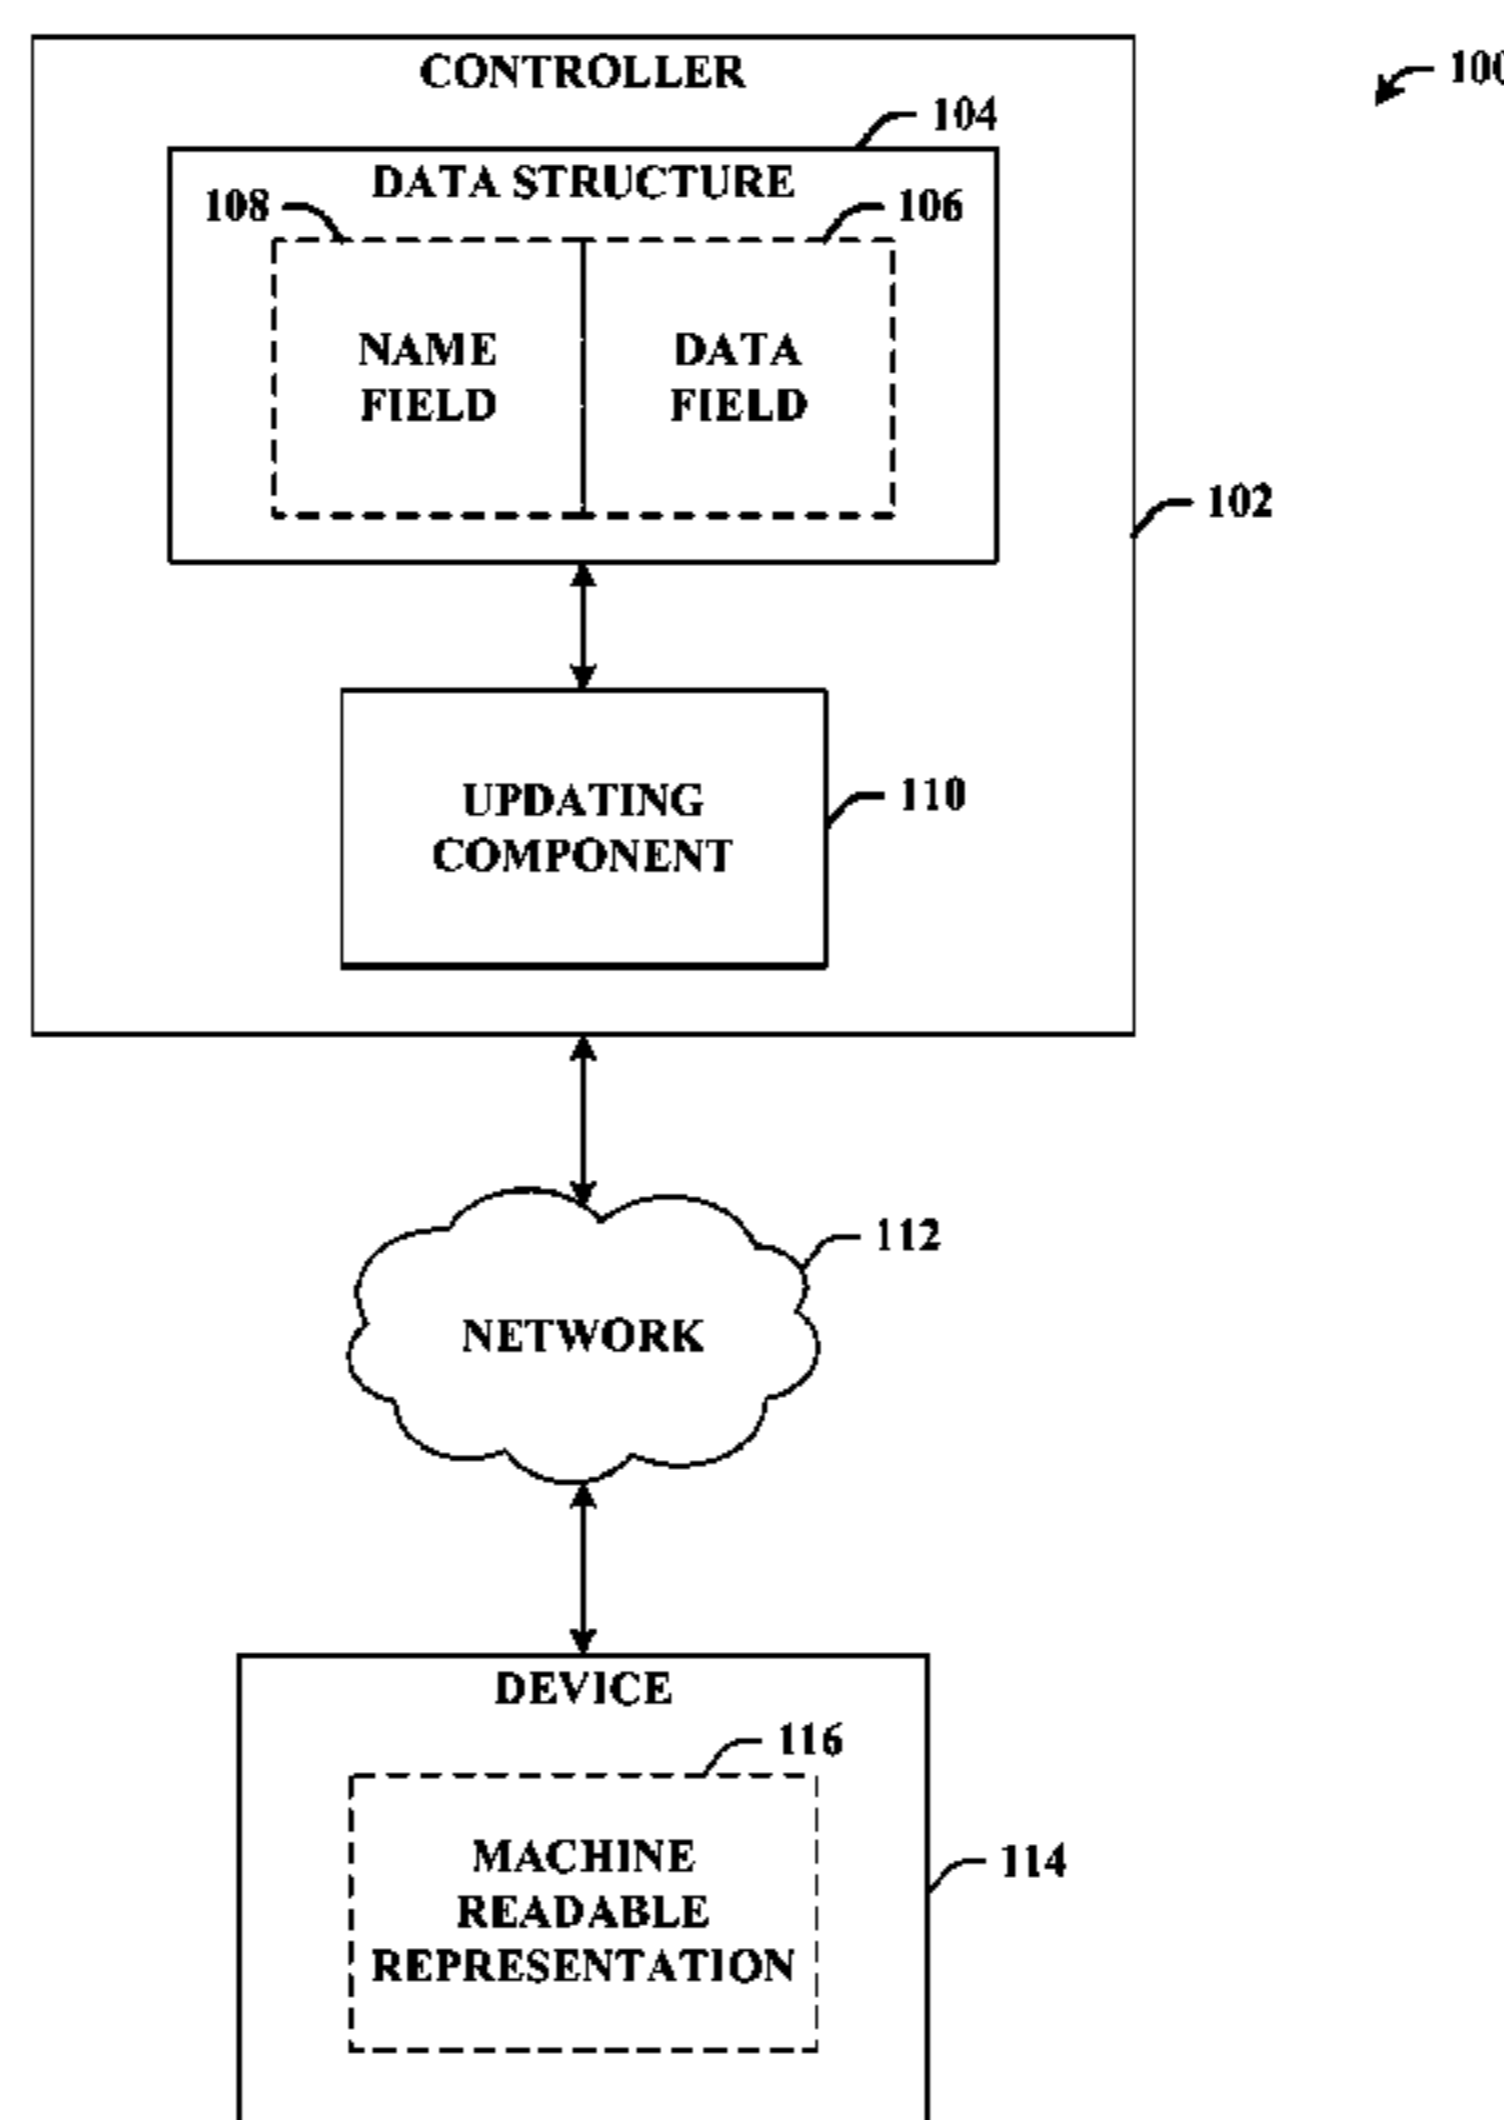 CONTROLLER
100
104
DATA STRUCTURE
108
106
NAME
FIELD
DATA
FIELD
102
UPDATING
COMPONENT
110
112
NETWORK
DEVICE
116
MACHINE
READABLE
REPRESENTATION
114